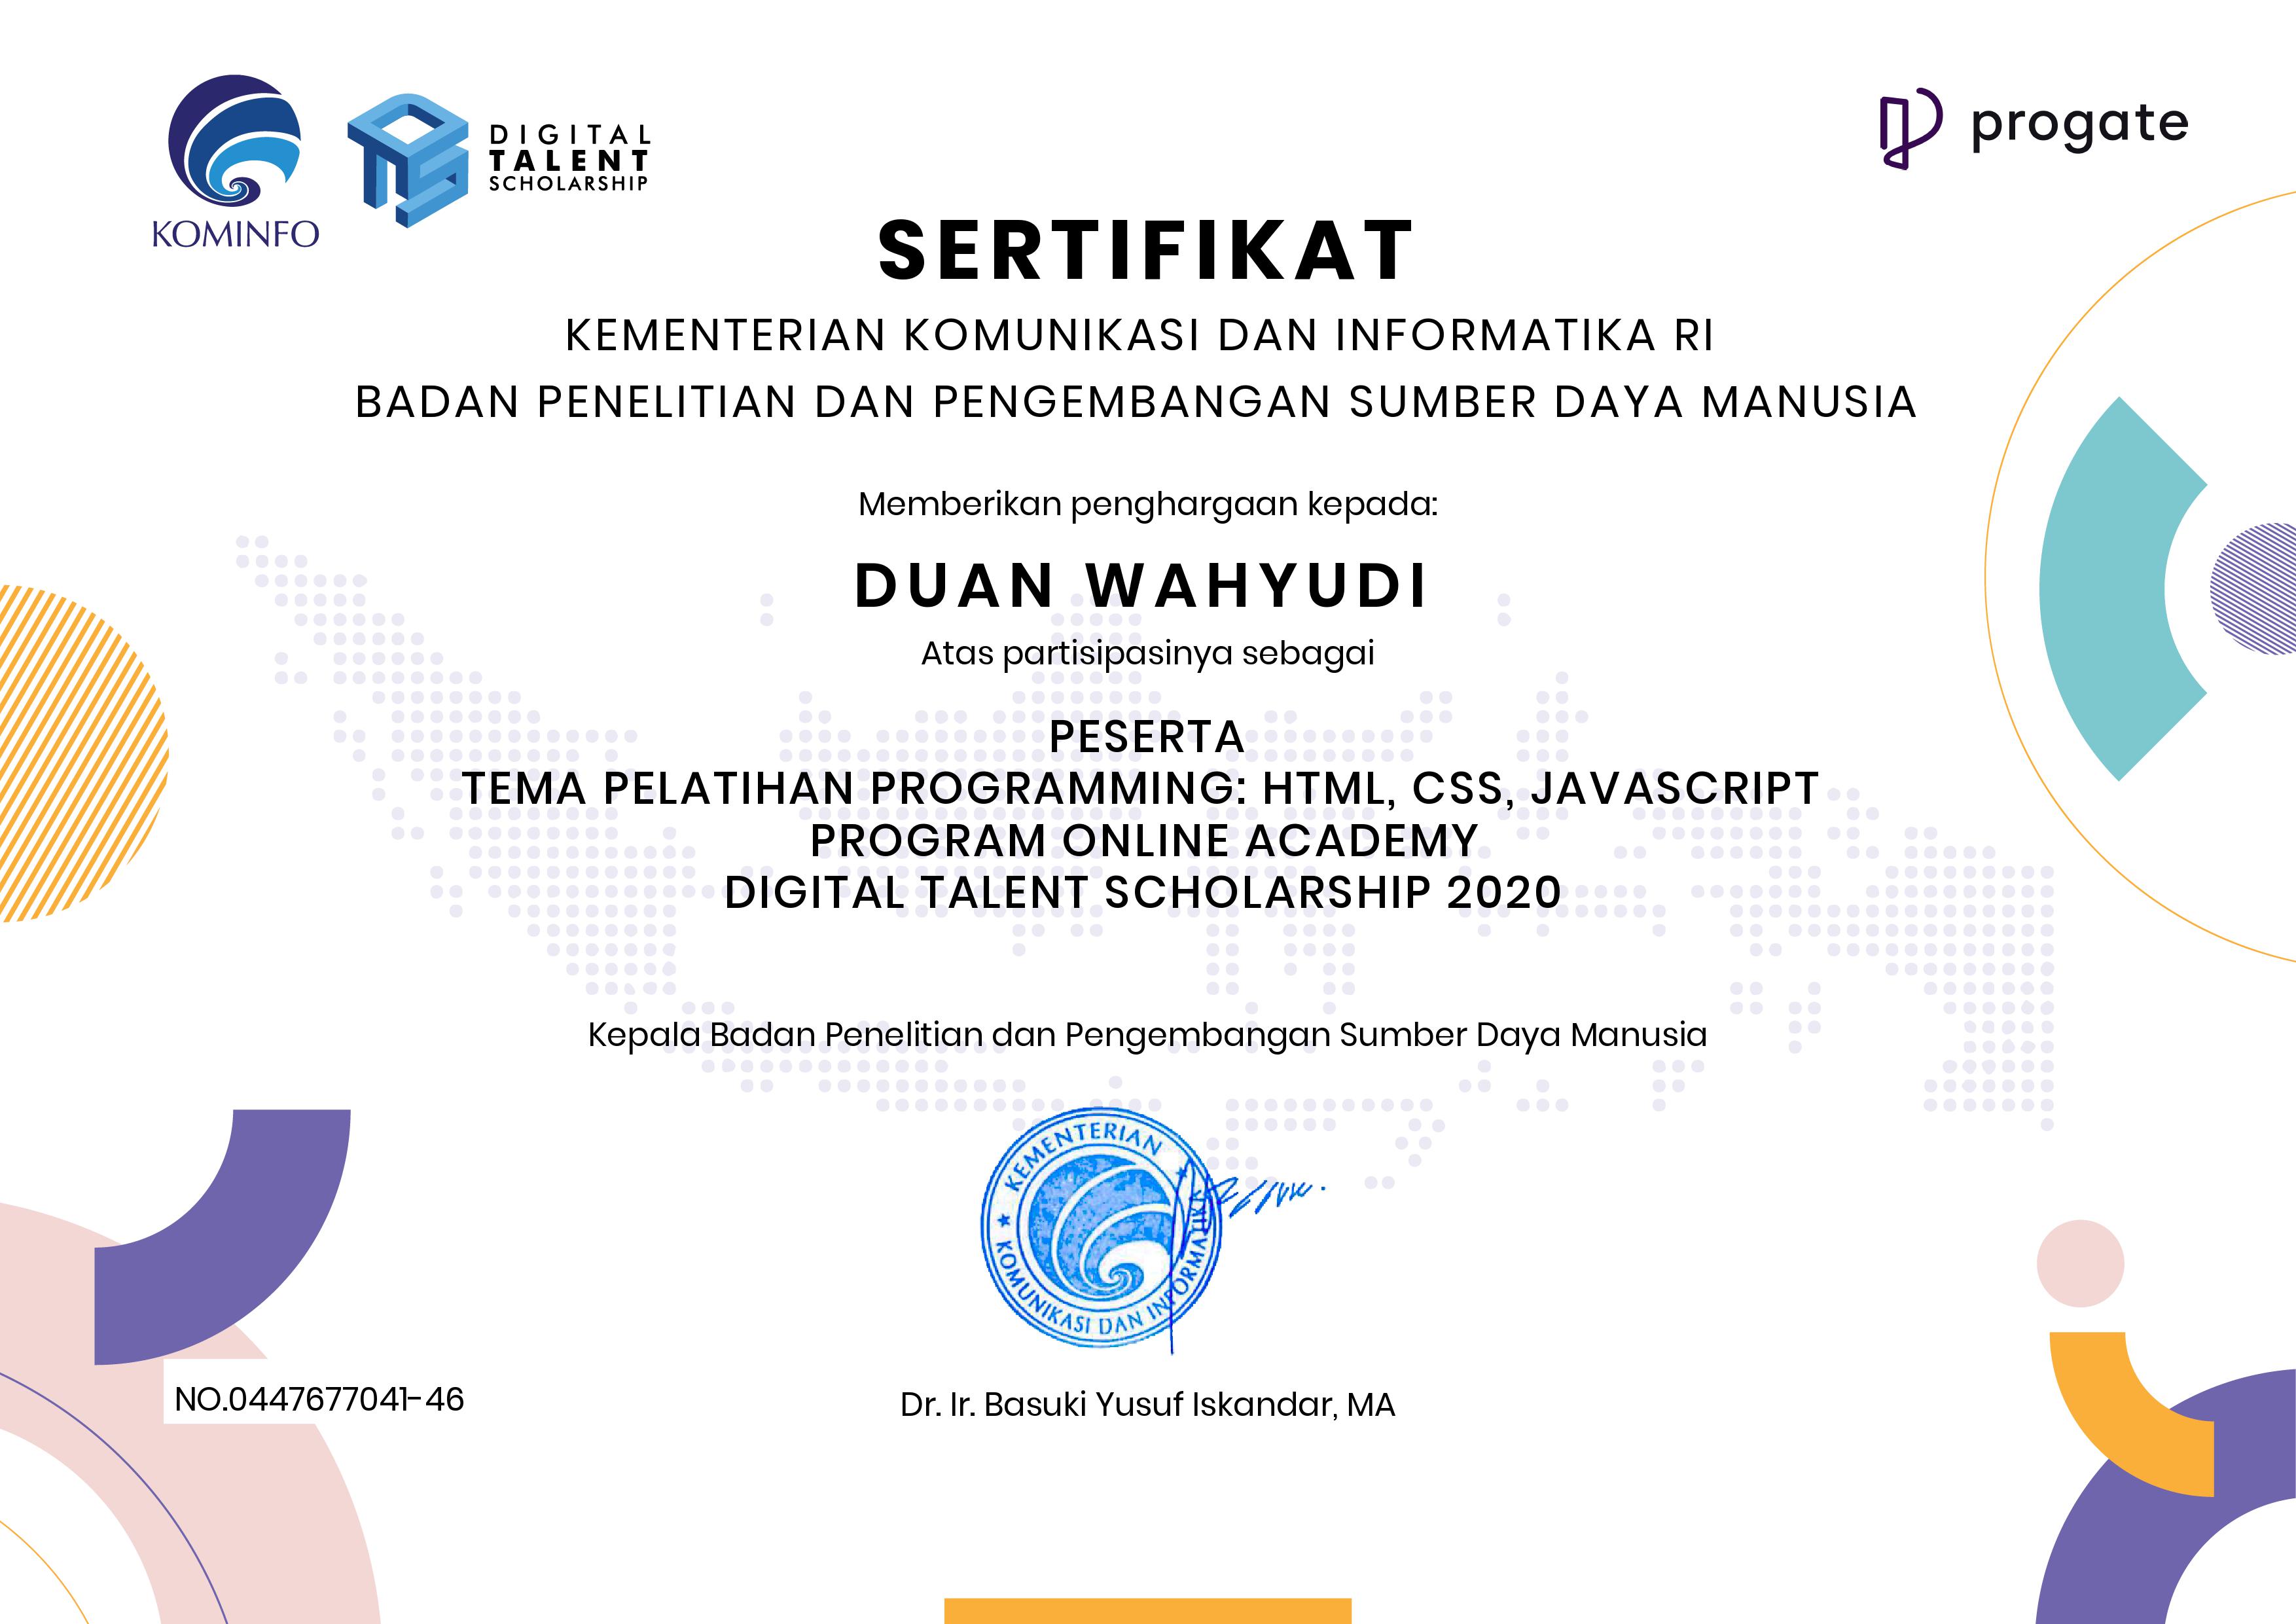 KOMINFO
DIGITAL
TALENT
SCHOLARSHIP
progate
SERTIFIKAT
KEMENTERIAN KOMUNIKASI DAN INFORMATIKA RI
BADAN PENELITIAN DAN PENGEMBANGAN SUMBER DAYA MANUSIA
Memberikan penghargaan kepada:
DUAN WAHYUDI
Atas partisipasinya sebagai
PESERTA
TEMA PELATIHAN PROGRAMMING: HTML, CSS, JAVASCRIPT
PROGRAM ONLINE ACADEMY
DIGITAL TALENT SCHOLARSHIP 2020
Kepala Badan Penelitian dan Pengembangan Sumber Daya Manusia
KEMENTERIAN
KOMUNIKASI DAN INFORMATIKA
NO.0447677041-46
Dr. Ir. Basuki Yusuf Iskandar, MA